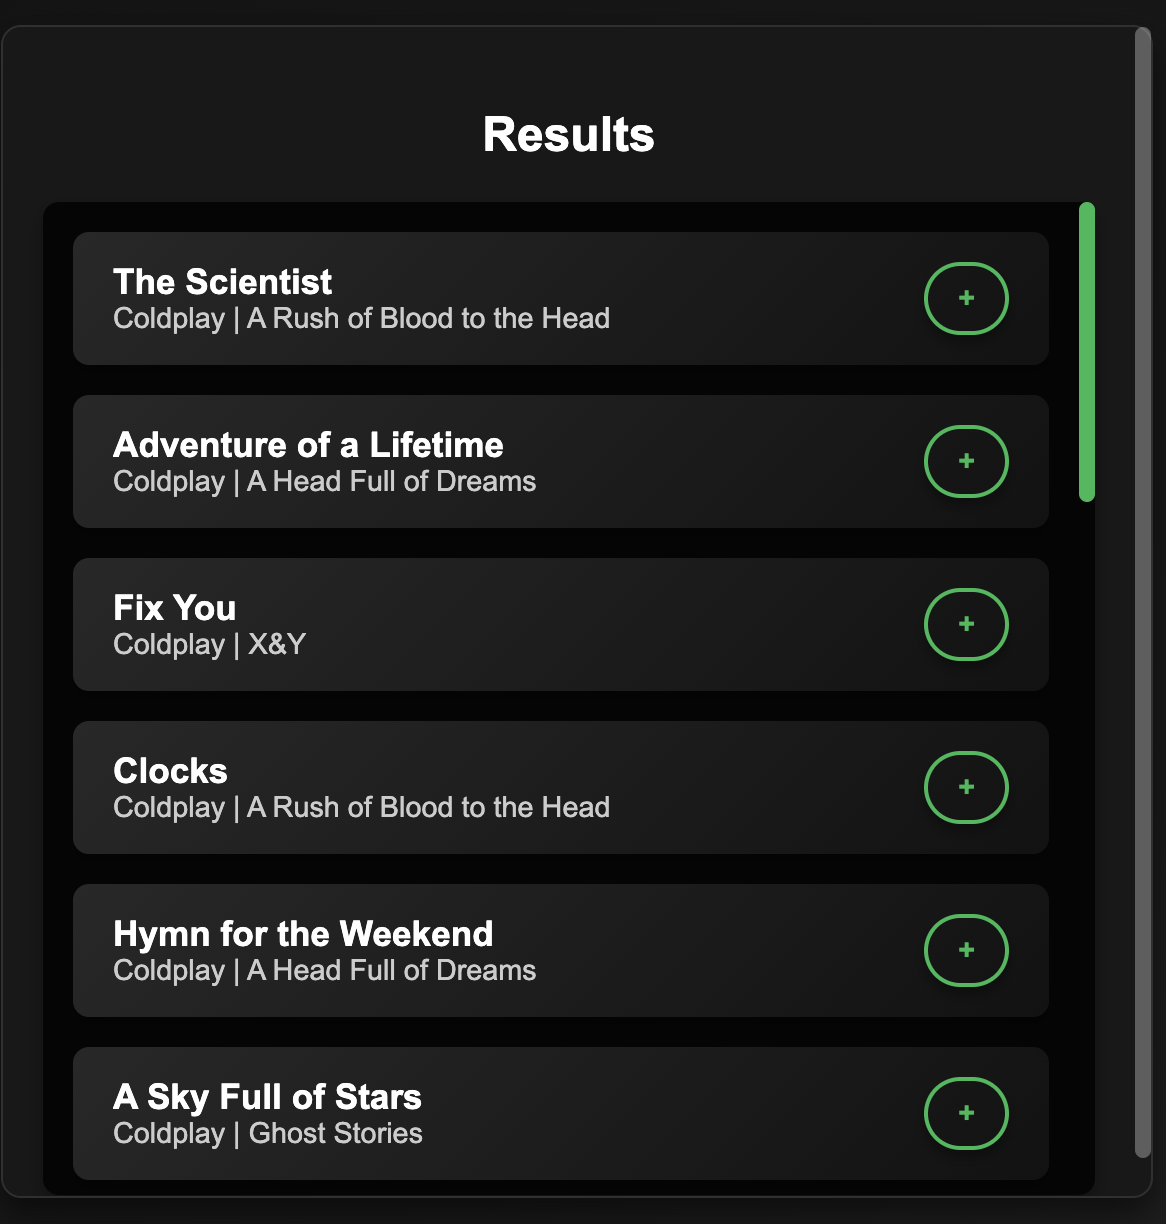 Results
The Scientist
Coldplay | A Rush of Blood to the Head
+
Adventure of a Lifetime
Coldplay | A Head Full of Dreams
+
Fix You
Coldplay | X&Y
+
Clocks
Coldplay | A Rush of Blood to the Head
+
Hymn for the Weekend
Coldplay | A Head Full of Dreams
+
A Sky Full of Stars
Coldplay | Ghost Stories
+